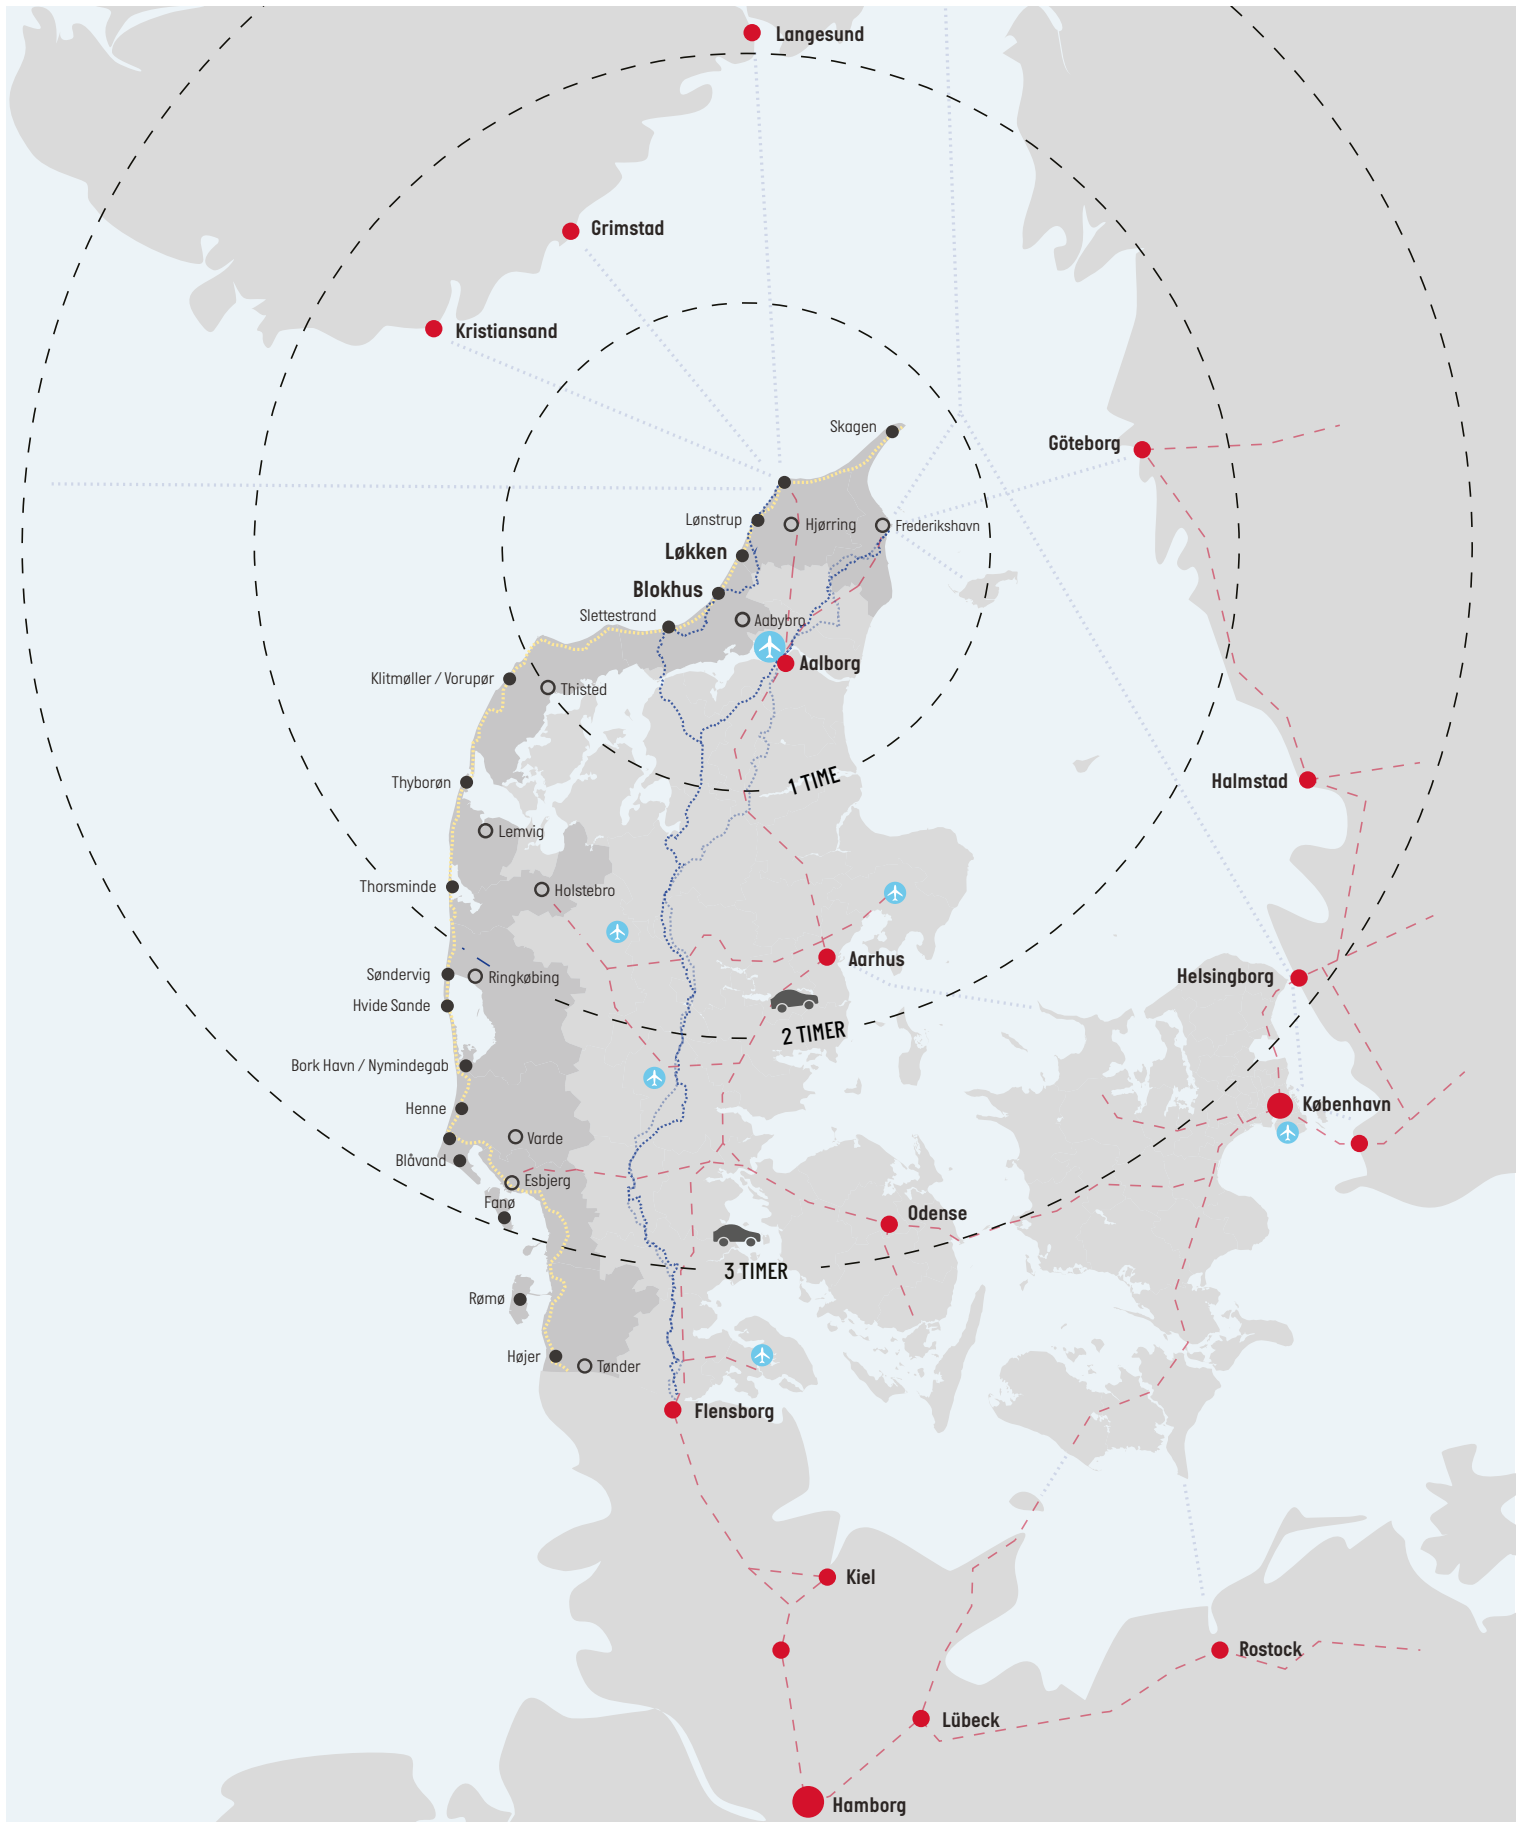 Langesund
Grimstad
Kristiansand
Skagen
Göteborg
Lønstrup
Hjørring
Frederikshavn
Løkken
Blokhus
Slettestrand
Aabybro
Aalborg
Klitmøller / Vorupør
Thisted
Thyborøn
1 TIME
Halmstad
Lemvig
Thorsminde
Holstebro
Aarhus
Søndervig
Ringkøbing
Helsingborg
Hvide Sande
2 TIMER
Bork Havn / Nymindegab
Henne
København
Varde
Blåvand
Esbjerg
Fanø
Odense
3 TIMER
Rømø
Højer
Tønder
Flensborg
Kiel
Rostock
Lübeck
Hamborg